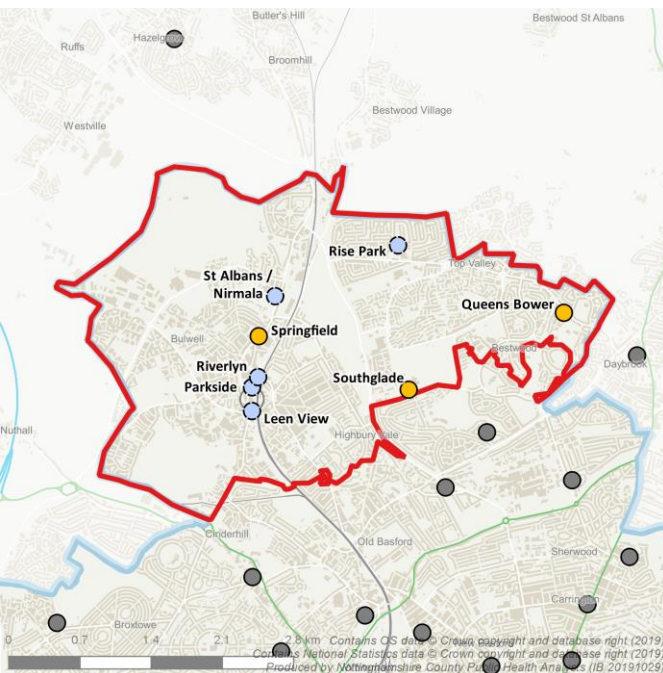 Butler's Hill
Bestwood St Albans
Ruffs
Hazelgrove
Broomhill
Bestwood Village
Westville
Rise Park
Top Valley
St Albans /
Nirmala
Queens Bower
Springfield
Bulwell
Bestwood
Daybrook
Riverlyn
Parkside
Southglade
Leen View
Nuthall
Highbury Vale
Cinderhill
Old Basford
Sherwood
Carrington
Broxtowe
0 0.7 1.4 2.1 2.8 km
Contains OS data © Crown copyright and database right (2019)
Contains National Statistics data © Crown copyright and database right (2019)
Produced by Nottinghamshire County Public Health Analysts (IB 20191029)